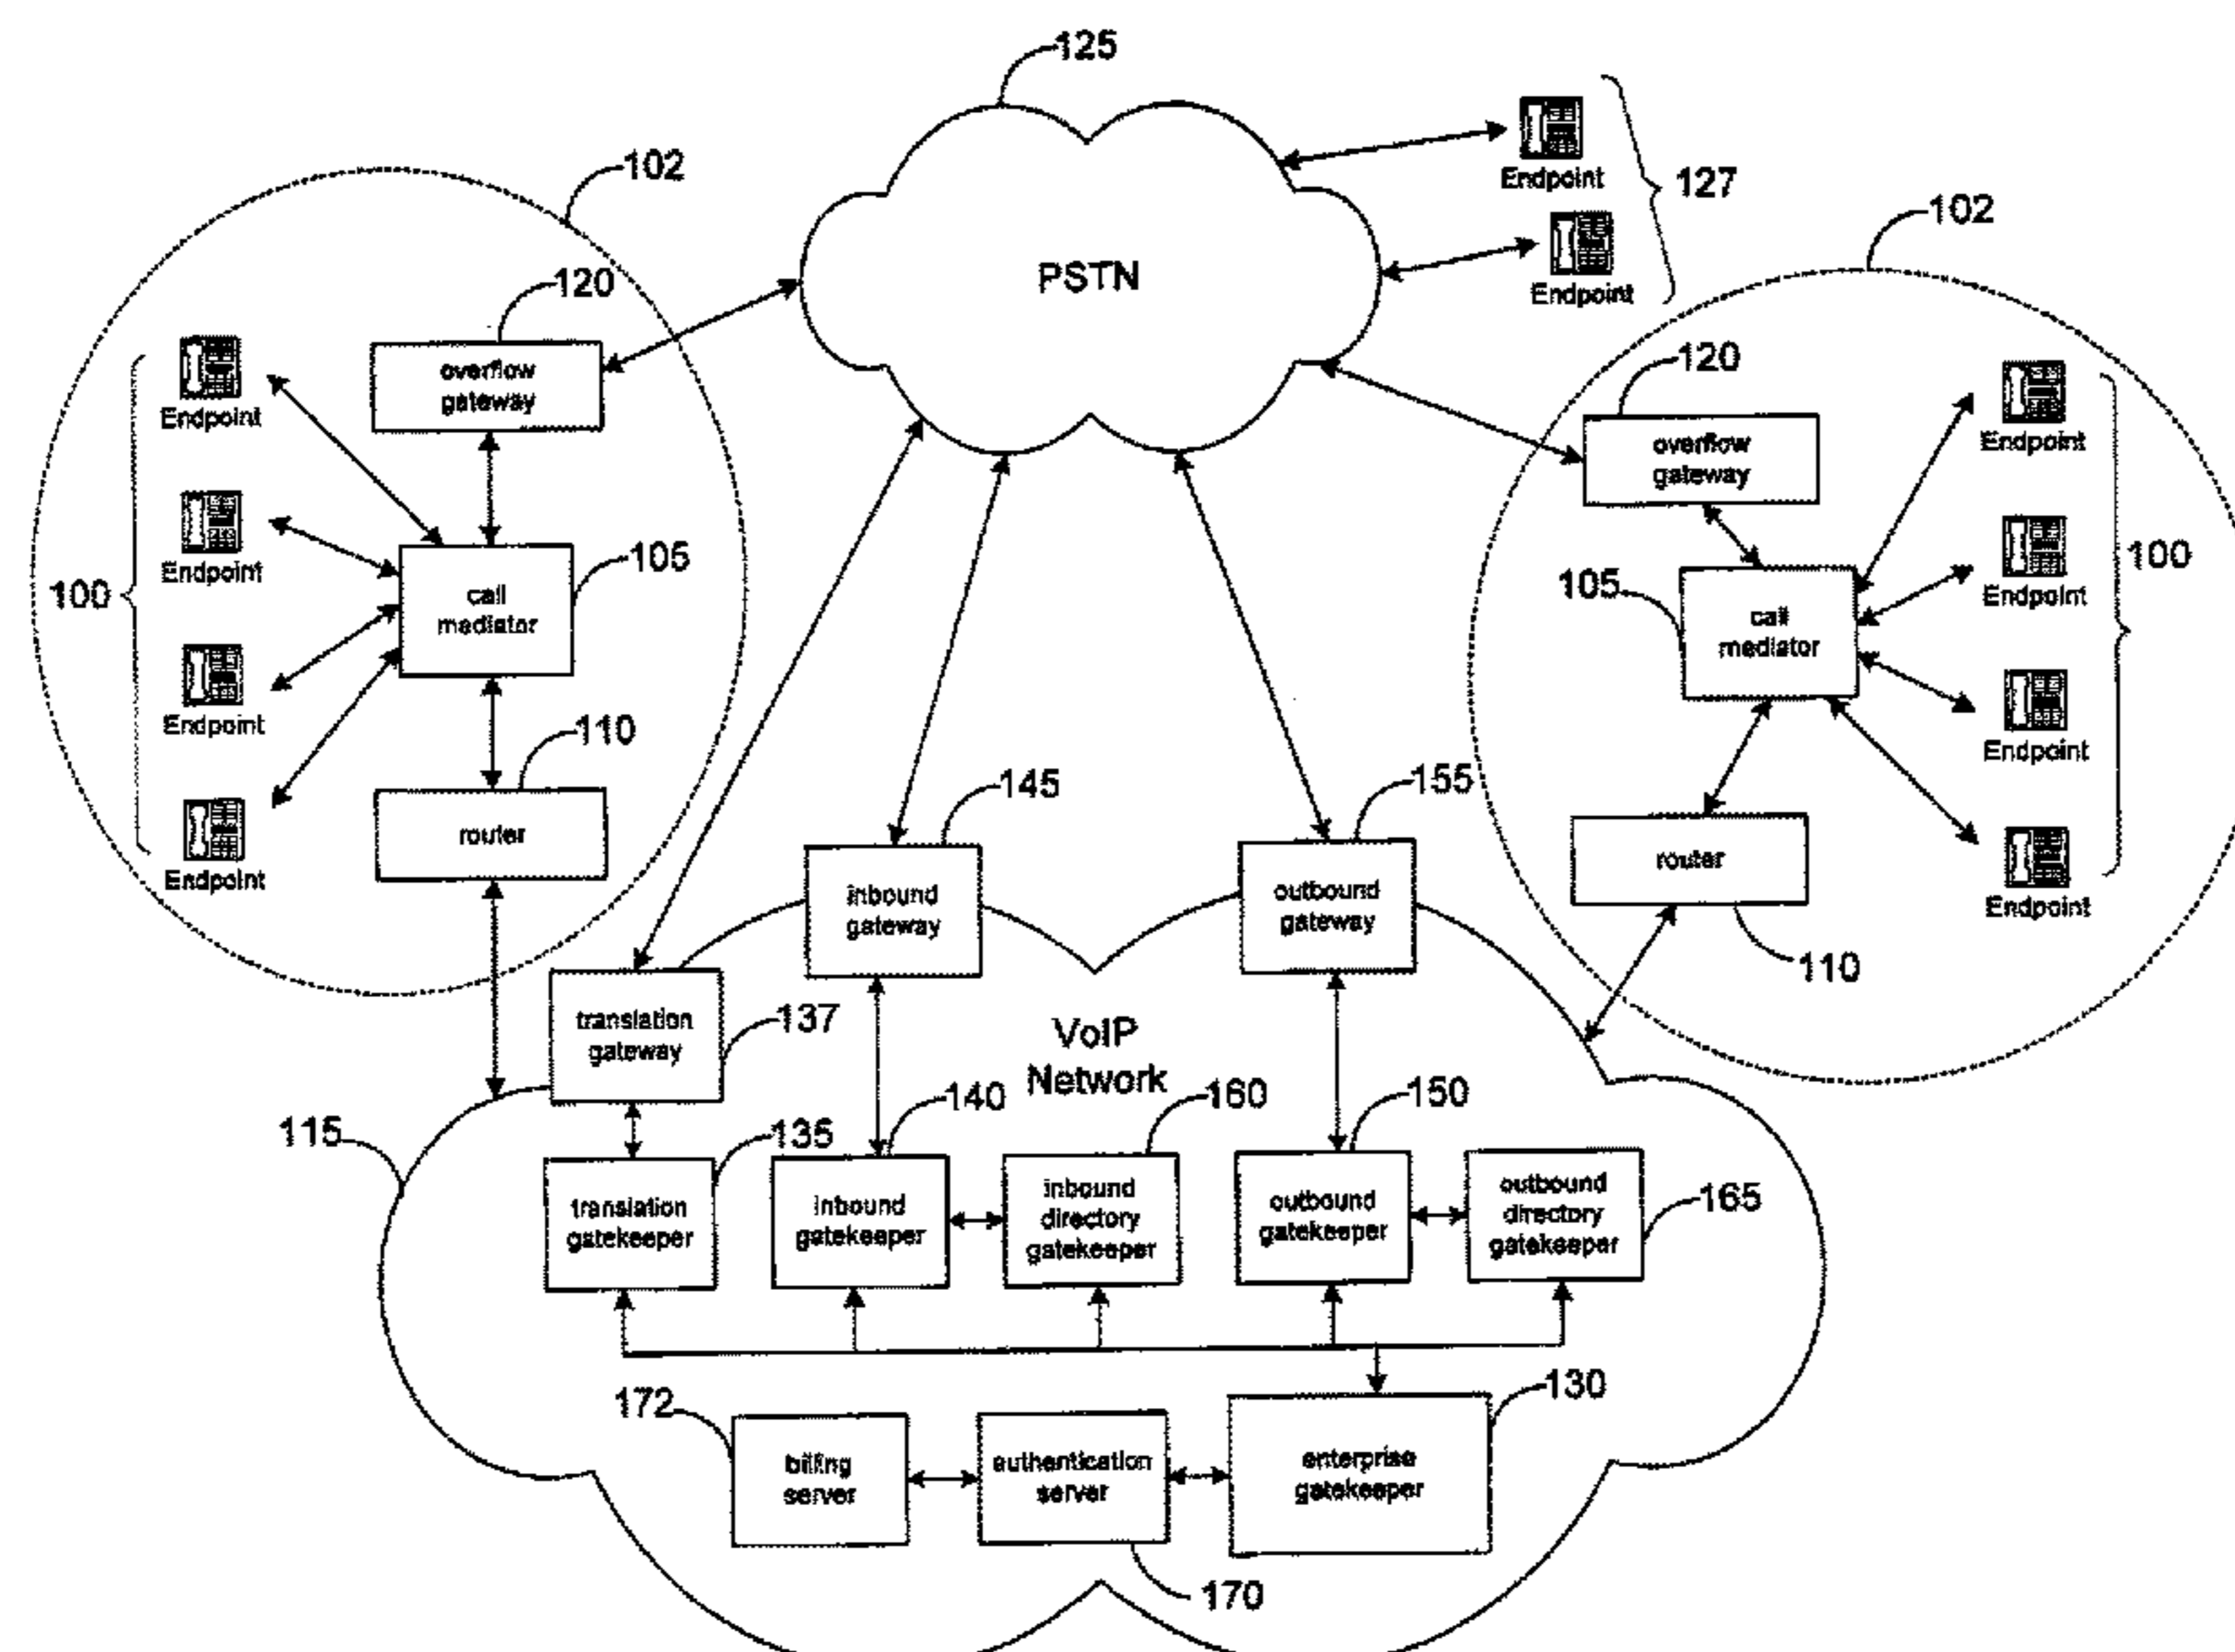 125
102
127
Endpoint
Endpoint
102
PSTN
120
overflow
gateway
Endpoint
Endpoint
Endpoint
Endpoint
100
105
call
mediator
110
router
120
overflow
gateway
Endpoint
Endpoint
Endpoint
Endpoint
100
105
call
mediator
router
110
145
inbound
gateway
155
outbound
gateway
translation
gateway
137
VoIP
Network
115
135
translation
gatekeeper
140
inbound
gatekeeper
160
inbound
directory
gatekeeper
150
outbound
gatekeeper
outbound
directory
gatekeeper
165
172
billing
server
authentication
server
170
130
enterprise
gatekeeper